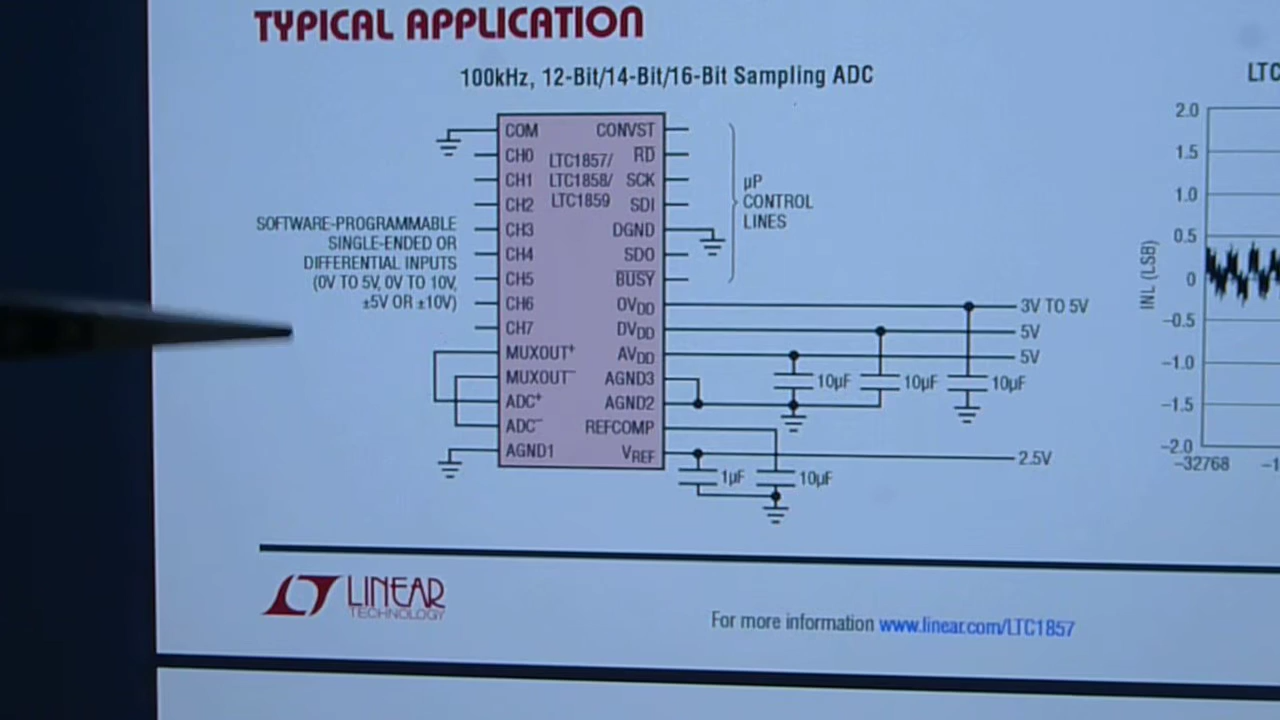 TYPICAL APPLICATION
100kHz, 12-Bit/14-Bit/16-Bit Sampling ADC
COM
CH0
CH1
CH2
CH3
CH4
CH5
CH6
CH7
MUXOUT+
MUXOUT–
ADC+
ADC–
AGND1
LTC1857/
LTC1858/
LTC1859
CONVST
RD
SCK
SDI
DGND
SDO
BUSY
OVDD
DVDD
AVDD
AGND3
AGND2
REFCOMP
VREF
SOFTWARE-PROGRAMMABLE
SINGLE-ENDED OR
DIFFERENTIAL INPUTS
(0V TO 5V, 0V TO 10V,
±5V OR ±10V)
µP
CONTROL
LINES
3V TO 5V
5V
5V
10µF
10µF
10µF
2.5V
1µF
10µF
LTC
INL (LSB)
2.0
1.5
1.0
0.5
0
–0.5
–1.0
–1.5
–2.0
–32768
LINEAR
TECHNOLOGY
For more information www.linear.com/LTC1857